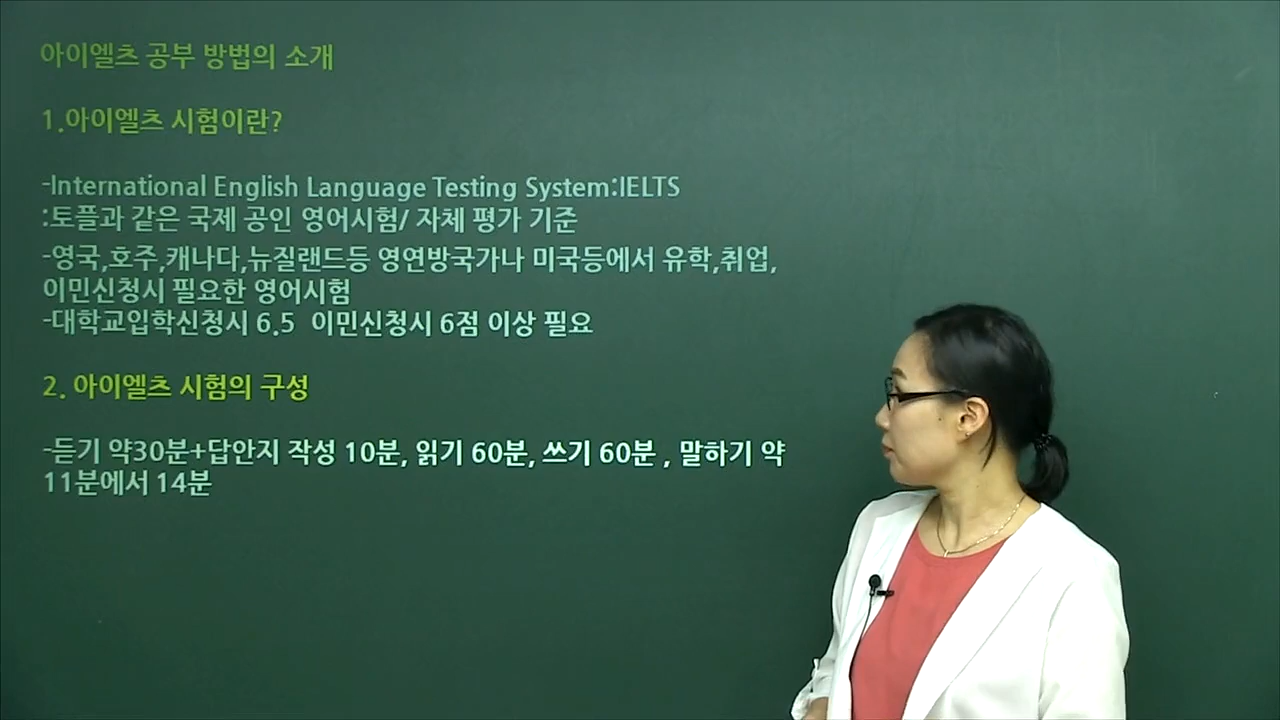 아이엘츠 공부 방법의 소개
1.아이엘츠 시험이란?
-International English Language Testing System:IELTS
:토플과 같은 국제 공인 영어시험/ 자체 평가 기준
-영국,호주,캐나다,뉴질랜드등 영연방국가나 미국등에서 유학,취업,
이민신청시 필요한 영어시험
-대학교입학신청시 6.5 이민신청시 6점 이상 필요
2. 아이엘츠 시험의 구성
-듣기 약30분+답안지 작성 10분, 읽기 60분, 쓰기 60분 , 말하기 약
11분에서 14분